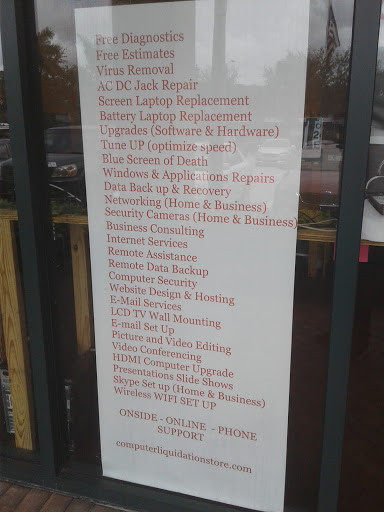 Free Diagnostics
Free Estimates
Virus Removal
AC DC Jack Repair
Screen Laptop Replacement
Battery Laptop Replacement
Upgrades (Software & Hardware)
Tune UP (optimize speed)
Blue Screen of Death
Windows & Applications Repairs
Data Back up & Recovery
Networking (Home & Business)
Security Cameras (Home & Business)
Business Consulting
Internet Services
Remote Assistance
Remote Data Backup
Computer Security
Website Design & Hosting
E-Mail Services
LCD TV Wall Mounting
E-mail Set Up
Picture and Video Editing
Video Conferencing
HDMI Computer Upgrade
Presentations Slide Shows
Skype Set up (Home & Business)
Wireless WIFI SET UP
ONSIDE - ONLINE - PHONE
SUPPORT
computerliquidationstore.com